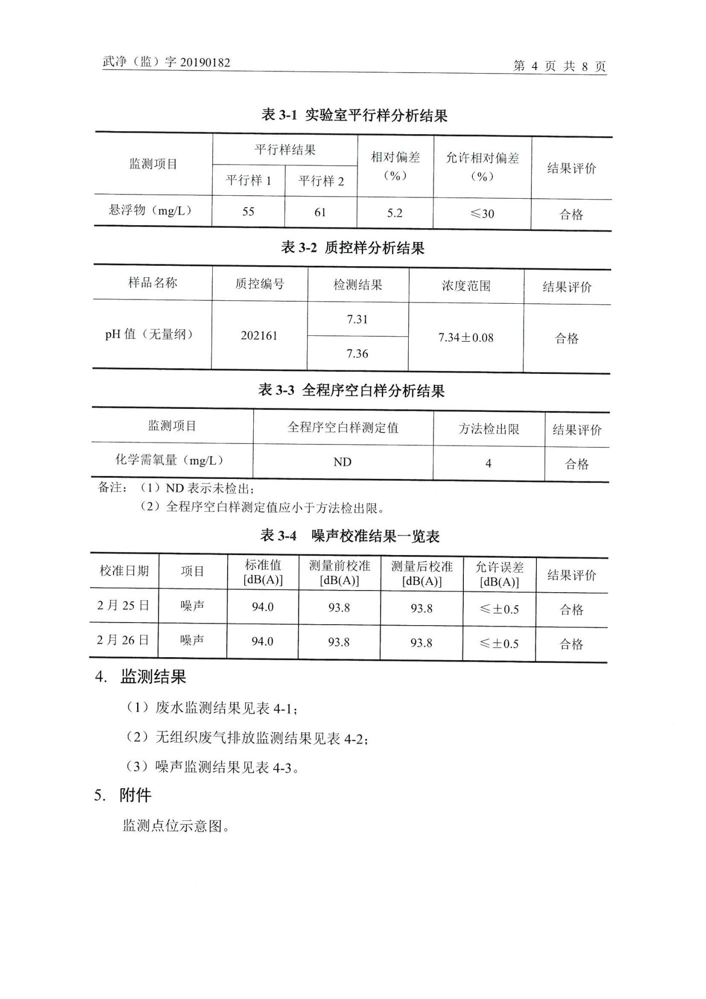 武净（监）字 20190182
第 4 页 共 8 页
表 3-1 实验室平行样分析结果
监测项目 平行样结果 相对偏差（%） 允许相对偏差（%） 结果评价
平行样 1 平行样 2
悬浮物（mg/L） 55 61 5.2 ≤30 合格
表 3-2 质控样分析结果
样品名称 质控编号 检测结果 浓度范围 结果评价
pH 值（无量纲） 202161 7.31 7.34±0.08 合格
7.36
表 3-3 全程序空白样分析结果
监测项目 全程序空白样测定值 方法检出限 结果评价
化学需氧量（mg/L） ND 4 合格
备注：（1）ND 表示未检出；
（2）全程序空白样测定值应小于方法检出限。
表 3-4 噪声校准结果一览表
校准日期 项目 标准值[dB(A)] 测量前校准[dB(A)] 测量后校准[dB(A)] 允许误差[dB(A)] 结果评价
2 月 25 日 噪声 94.0 93.8 93.8 ≤±0.5 合格
2 月 26 日 噪声 94.0 93.8 93.8 ≤±0.5 合格
4. 监测结果
（1）废水监测结果见表 4-1；
（2）无组织废气排放监测结果见表 4-2；
（3）噪声监测结果见表 4-3。
5. 附件
监测点位示意图。